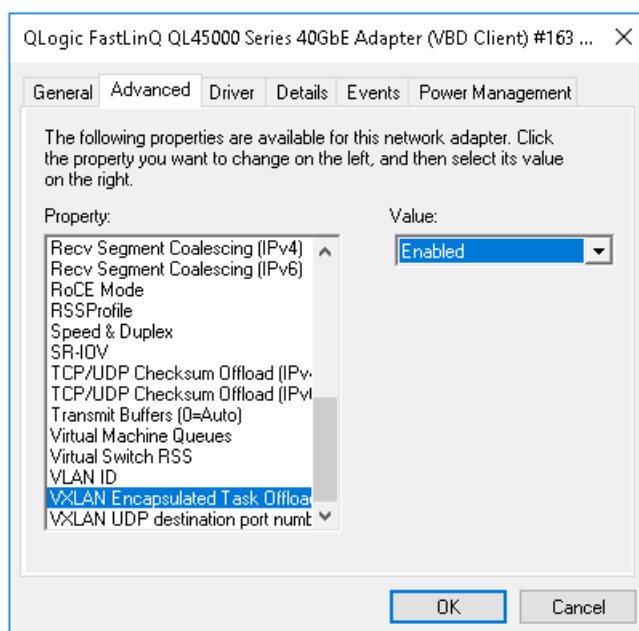 QLogic FastLinQ QL45000 Series 40GbE Adapter (VBD Client) #163 ...
General Advanced Driver Details Events Power Management
The following properties are available for this network adapter. Click
the property you want to change on the left, and then select its value
on the right.
Property:
Value:
Recv Segment Coalescing (IPv4)
Recv Segment Coalescing (IPv6)
RoCE Mode
RSSProfile
Speed & Duplex
SR-IOV
TCP/UDP Checksum Offload (IPv
TCP/UDP Checksum Offload (IPv
Transmit Buffers (0=Auto)
Virtual Machine Queues
Virtual Switch RSS
VLAN ID
VXLAN Encapsulated Task Offloa
VXLAN UDP destination port numb
Enabled
OK Cancel